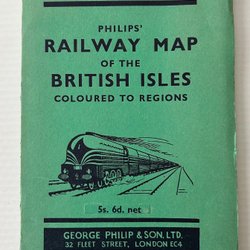 PHILIPS'
RAILWAY MAP
OF THE
BRITISH ISLES
COLOURED TO REGIONS
5s. 6d. net
GEORGE PHILIP & SON, LTD.
32 FLEET STREET, LONDON EC4